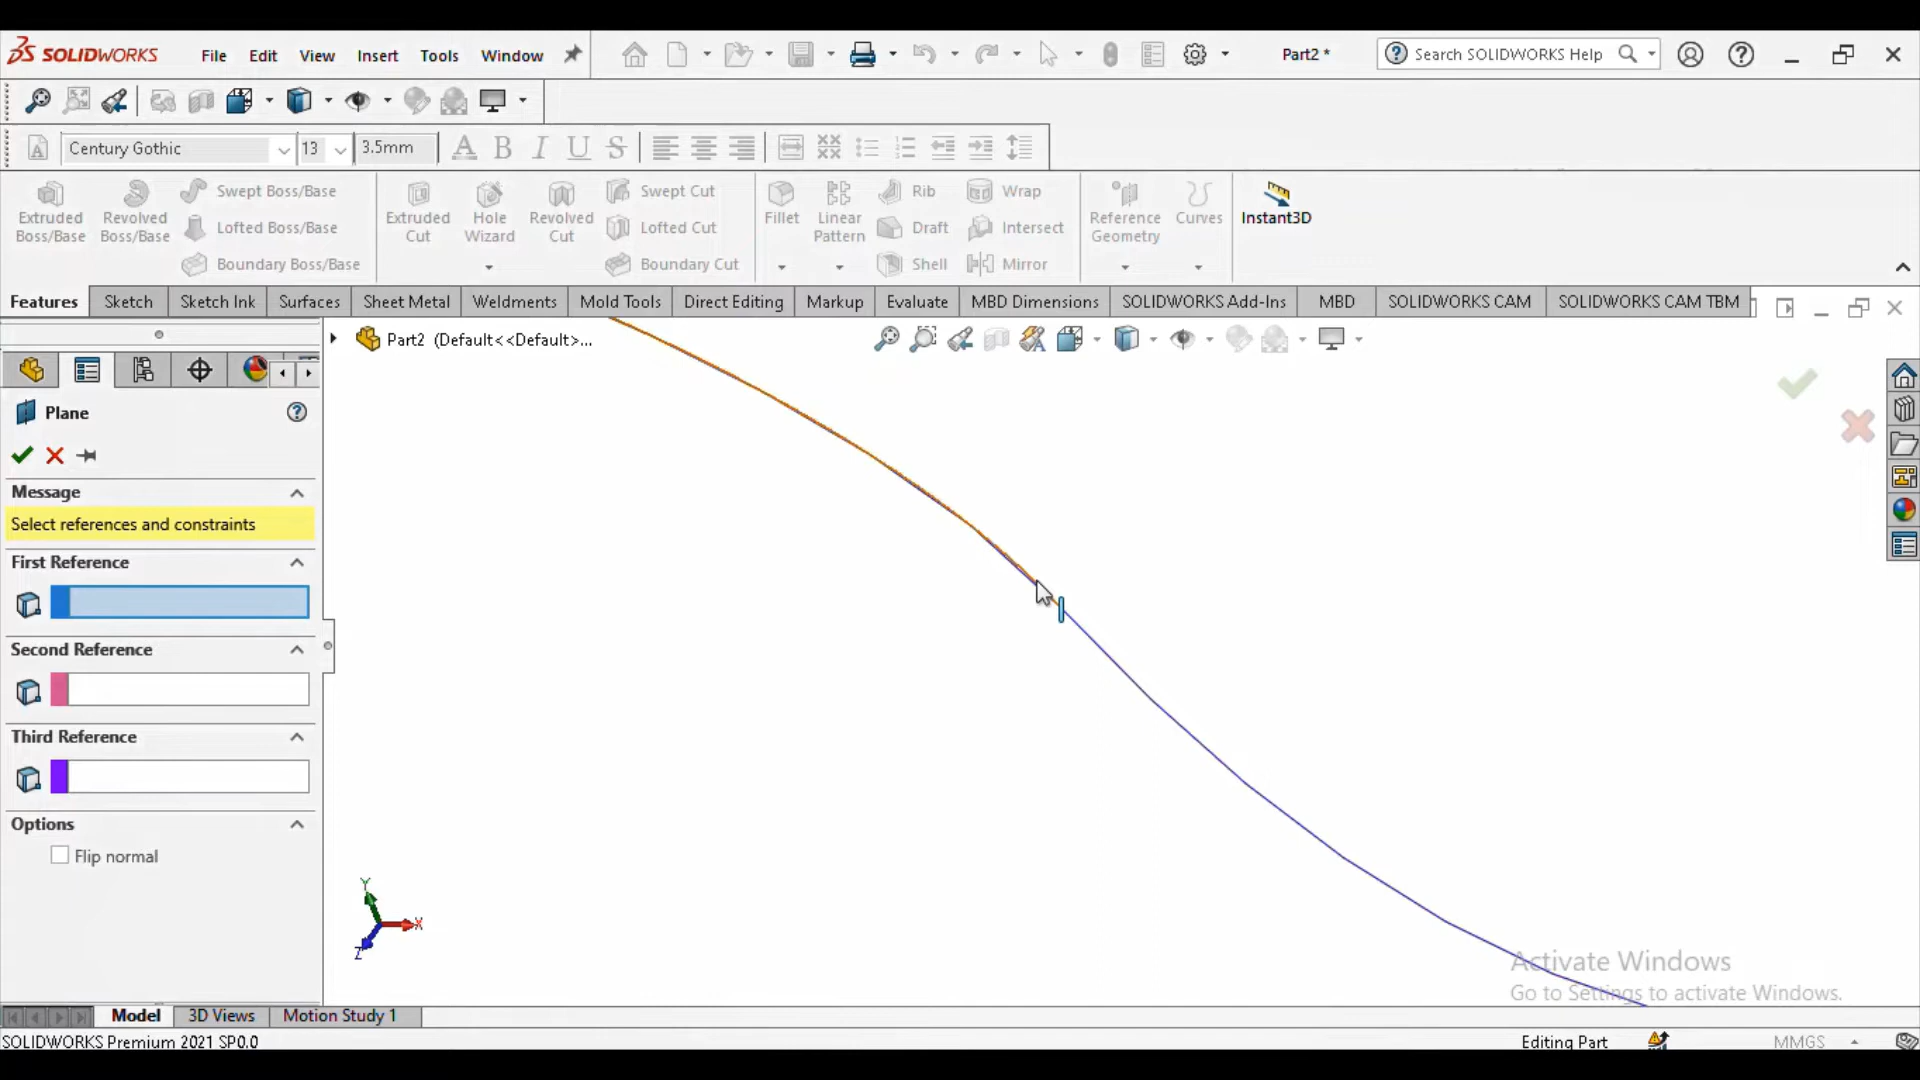 SOLIDWORKS File Edit View Insert Tools Window Part2 * Search SOLIDWORKS Help
Century Gothic 13 3.5mm A B I U S
Extruded Boss/Base
Revolved Boss/Base
Swept Boss/Base
Lofted Boss/Base
Boundary Boss/Base
Extruded Cut
Hole Wizard
Revolved Cut
Swept Cut
Lofted Cut
Boundary Cut
Fillet
Linear Pattern
Rib
Draft
Shell
Wrap
Intersect
Mirror
Reference Geometry
Curves
Instant3D
Features Sketch Sketch Ink Surfaces Sheet Metal Weldments Mold Tools Direct Editing Markup Evaluate MBD Dimensions SOLIDWORKS Add-Ins MBD SOLIDWORKS CAM SOLIDWORKS CAM TBM
Part2 (Default<<Default>...
Plane
Message
Select references and constraints
First Reference
Second Reference
Third Reference
Options
Flip normal
Y
X
Z
Activate Windows
Go to Settings to activate Windows.
Model 3D Views Motion Study 1
SOLIDWORKS Premium 2021 SP0.0 Editing Part MMGS